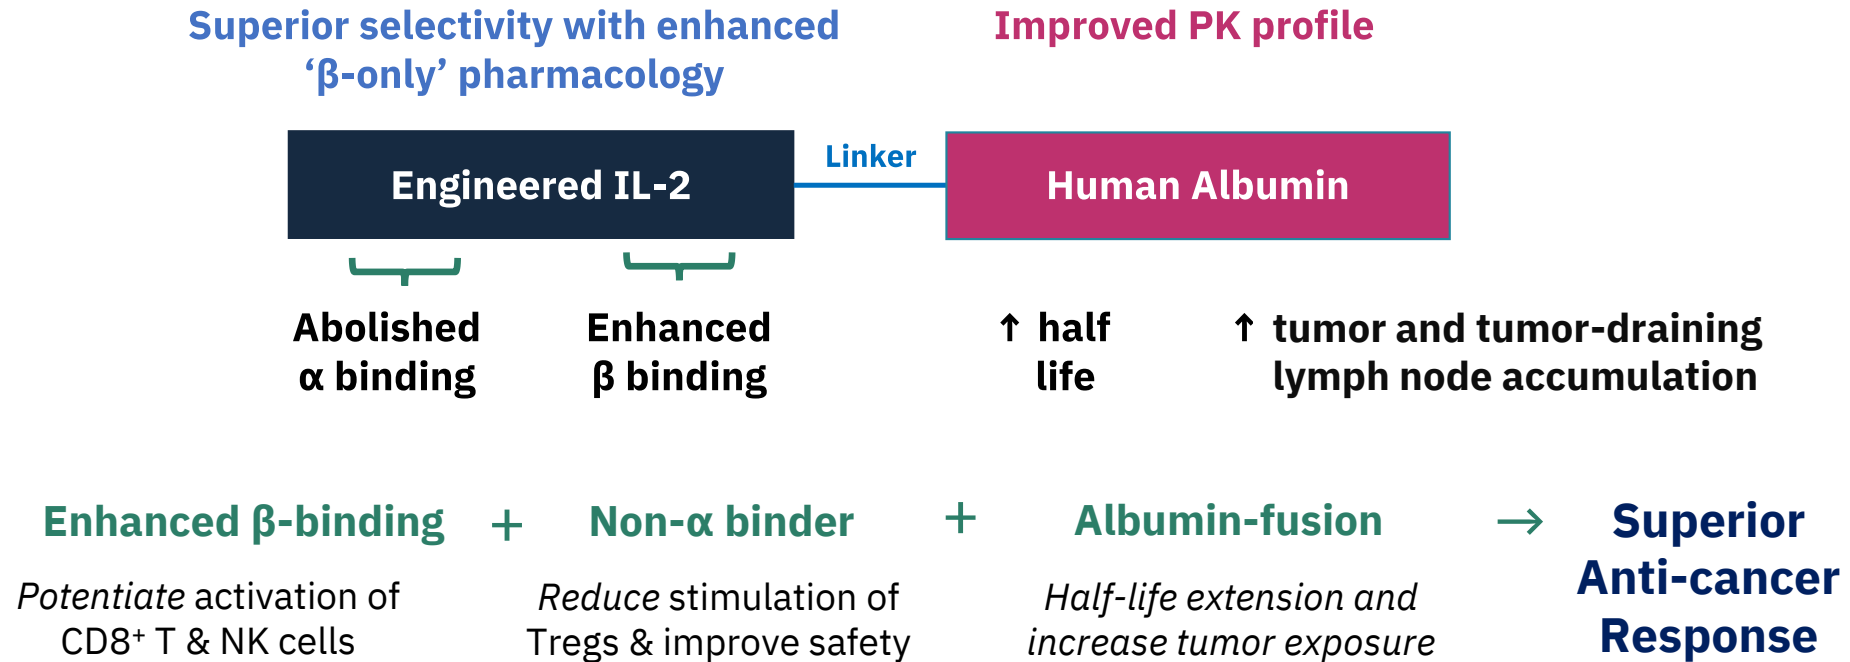 Superior selectivity with enhanced
‘β-only’ pharmacology
Improved PK profile
Engineered IL-2
Linker
Human Albumin
Abolished
α binding
Enhanced
β binding
↑ half
life
↑ tumor and tumor-draining
lymph node accumulation
Enhanced β-binding + Non-α binder + Albumin-fusion → Superior
Anti-cancer
Response
Potentiate activation of
CD8⁺ T & NK cells
Reduce stimulation of
Tregs & improve safety
Half-life extension and
increase tumor exposure